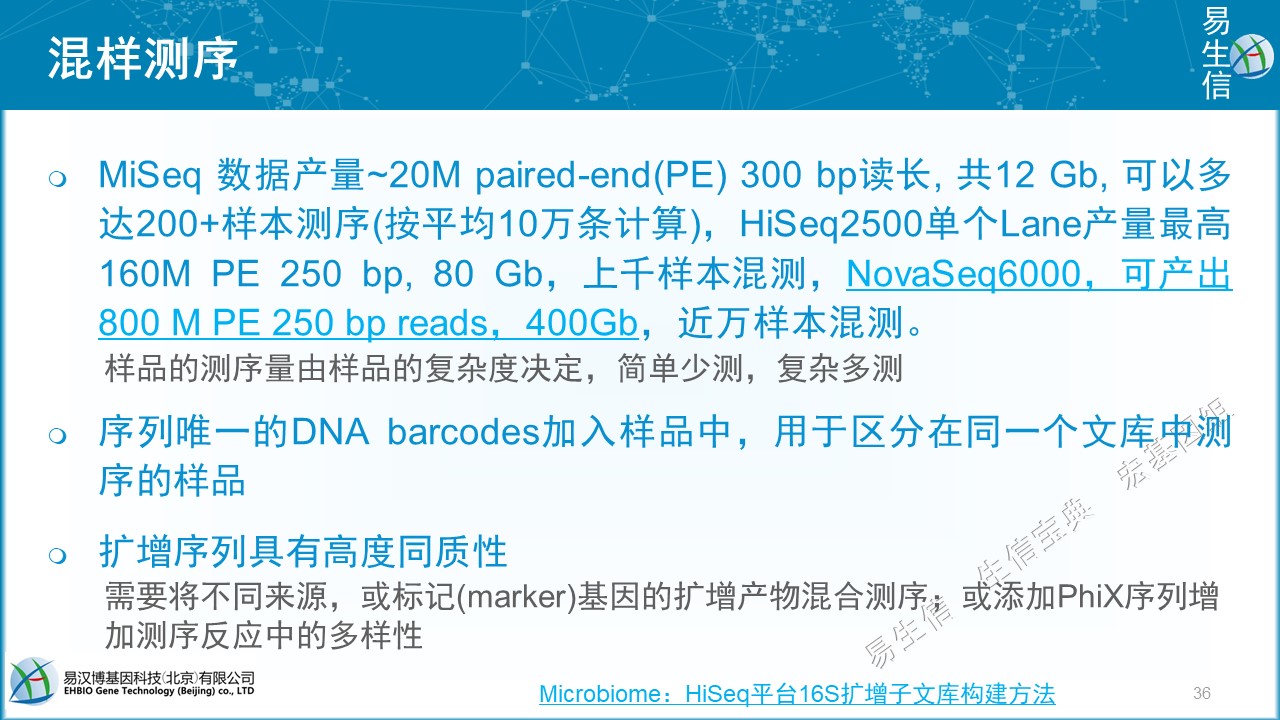 混样测序
易生信
MiSeq 数据产量~20M paired-end(PE) 300 bp读长, 共12 Gb, 可以多
达200+样本测序(按平均10万条计算)，HiSeq2500单个Lane产量最高
160M PE 250 bp, 80 Gb，上千样本混测，NovaSeq6000，可产出
800 M PE 250 bp reads，400Gb，近万样本混测。
样品的测序量由样品的复杂度决定，简单少测，复杂多测
序列唯一的DNA barcodes加入样品中，用于区分在同一个文库中测
序的样品
扩增序列具有高度同质性
需要将不同来源，或标记(marker)基因的扩增产物混合测序；或添加PhiX序列增
加测序反应中的多样性
易生信 生信宝典 宏基因组
易汉博基因科技(北京)有限公司
EHBIO Gene Technology (Beijing) co., LTD
Microbiome：HiSeq平台16S扩增子文库构建方法
36